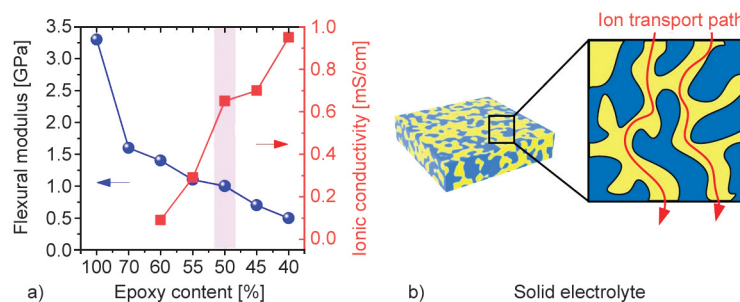 Flexural modulus [GPa]
3.5
3.0
2.5
2.0
1.5
1.0
0.5
0.0
100 70 60 55 50 45 40
Epoxy content [%]
1.0
0.8
0.6
0.4
0.2
0.0
Ionic conductivity [mS/cm]
a)
Ion transport path
b) Solid electrolyte